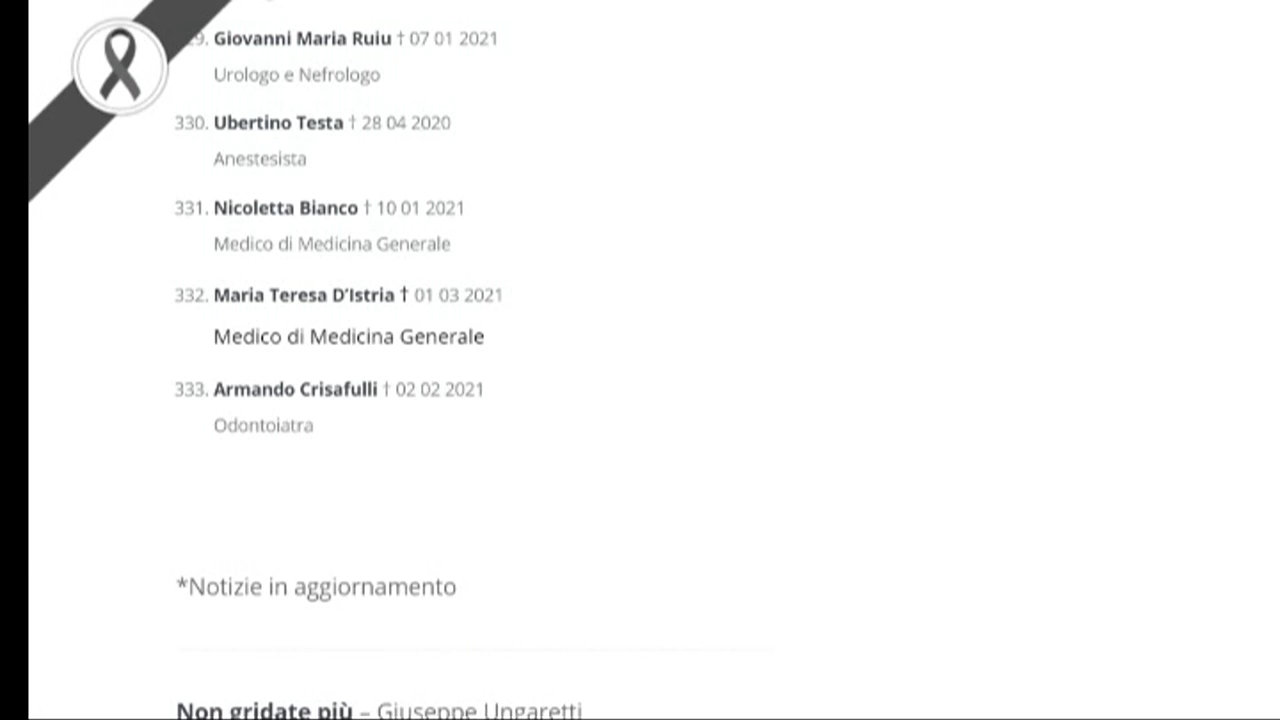 9. Giovanni Maria Ruiu † 07 01 2021
Urologo e Nefrologo
330. Ubertino Testa † 28 04 2020
Anestesista
331. Nicoletta Bianco † 10 01 2021
Medico di Medicina Generale
332. Maria Teresa D’Istria † 01 03 2021
Medico di Medicina Generale
333. Armando Crisafulli † 02 02 2021
Odontoiatra
*Notizie in aggiornamento
Non gridate più – Giuseppe Ungaretti